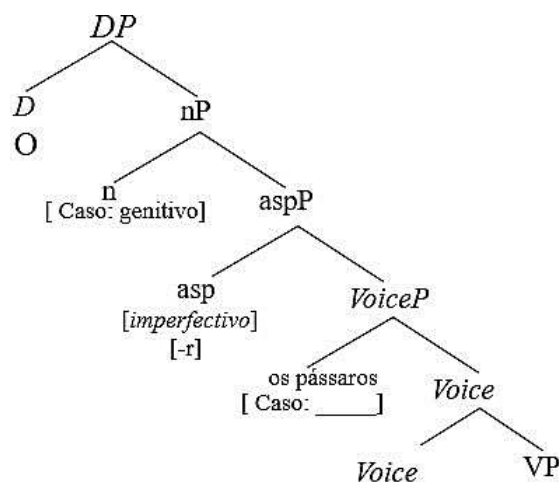 DP
D
nP
O
n
[ Caso: genitivo]
aspP
asp
[imperfectivo]
[-r]
VoiceP
os pássaros
[ Caso: _____]
Voice
Voice
VP